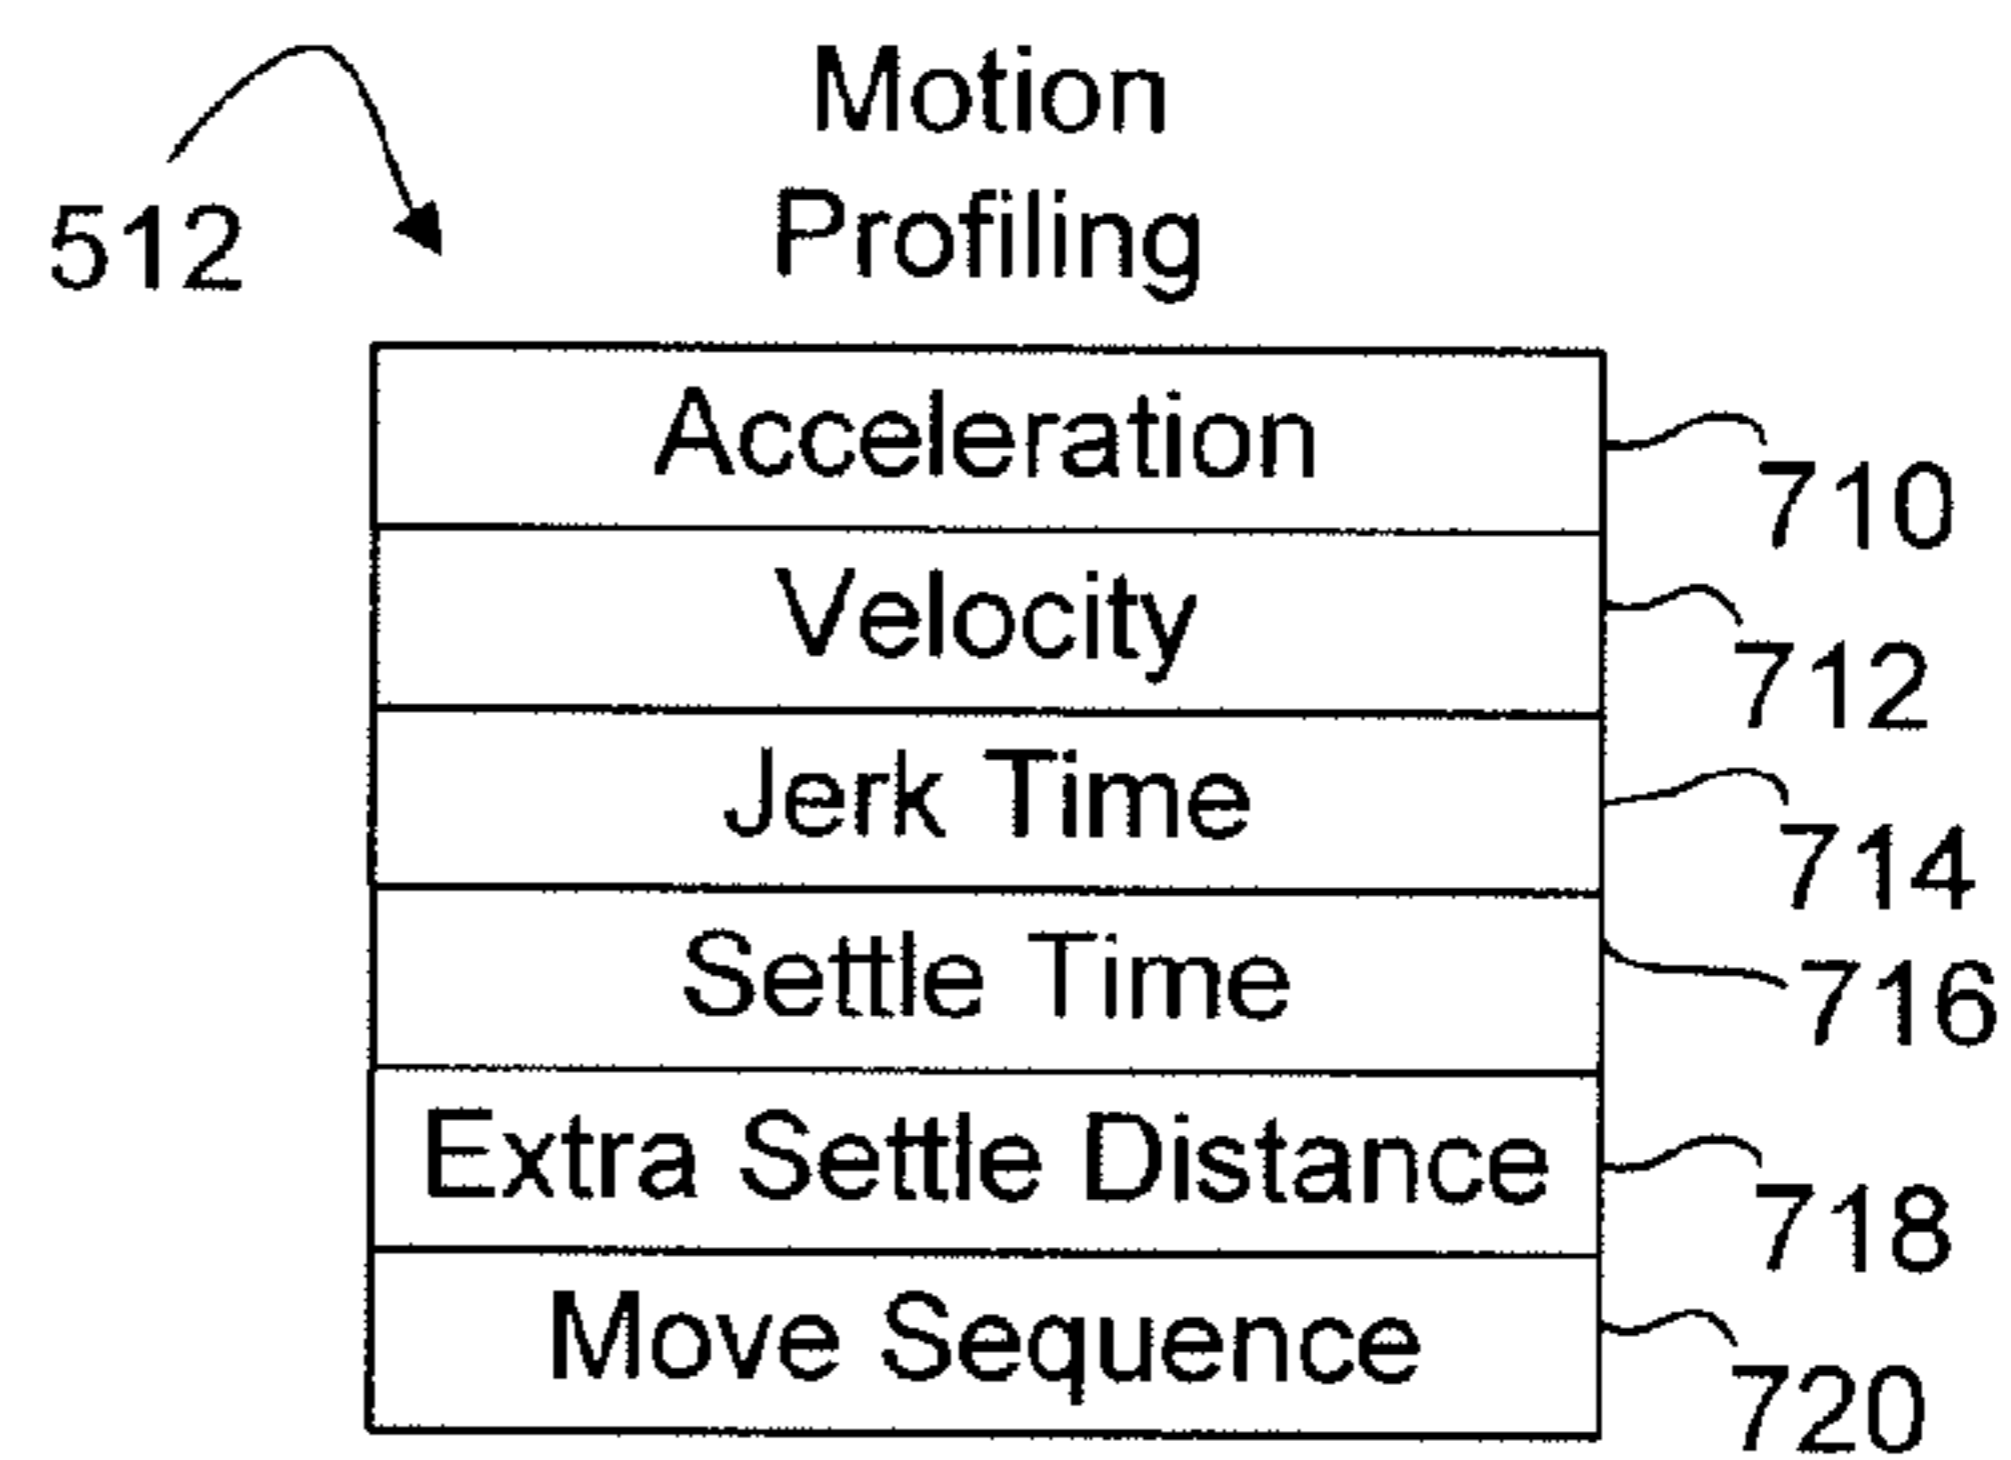 Motion
Profiling
512
Acceleration
710
Velocity
712
Jerk Time
714
Settle Time
716
Extra Settle Distance
718
Move Sequence
720